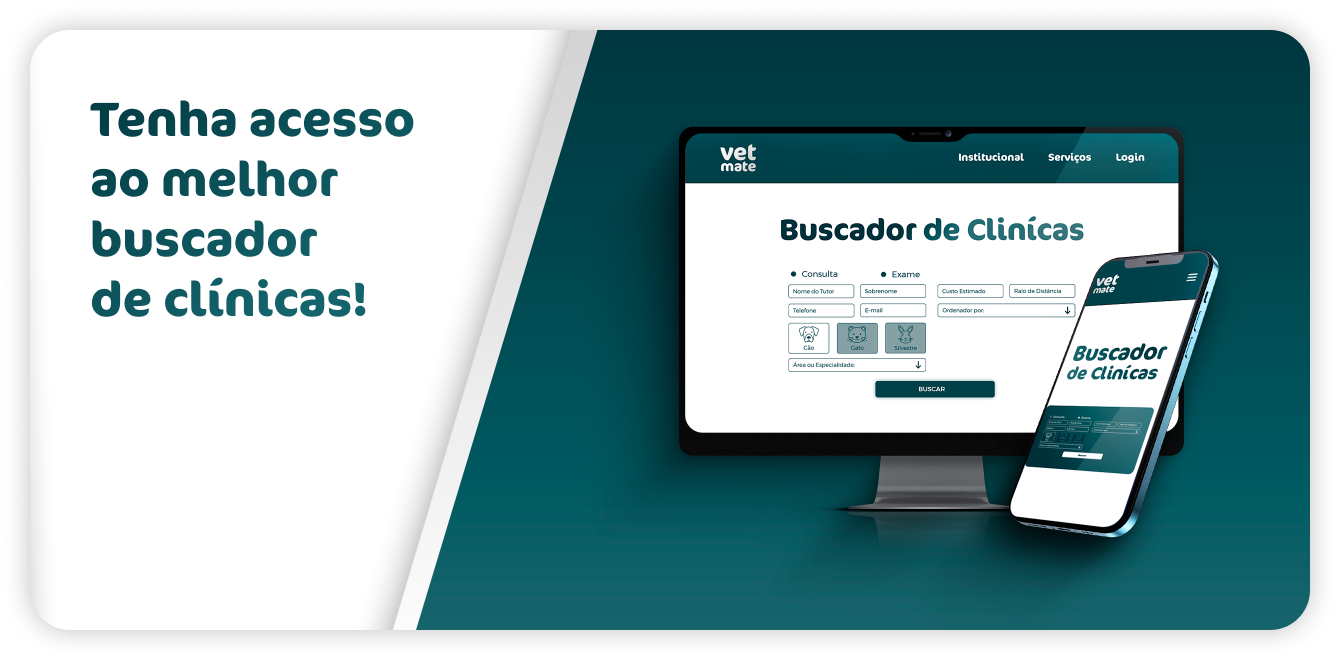 Tenha acesso
ao melhor
buscador
de clínicas!
vet
mate
Institucional Serviços Login
Buscador de Clinícas
Consulta Exame
Nome do Tutor Sobrenome Custo Estimado Raio de Distância
Telefone E-mail Ordenador por:
Cão Gato Silvestre
Área ou Especialidade:
BUSCAR
vet
mate
Buscador
de Clinícas